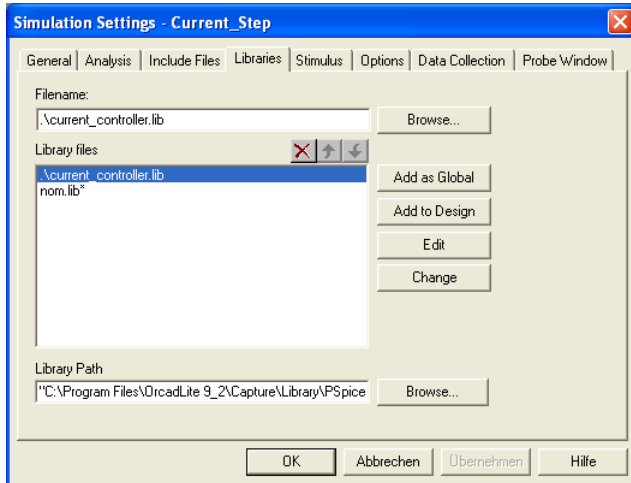 Simulation Settings - Current_Step
General Analysis Include Files Libraries Stimulus Options Data Collection Probe Window
Filename:
.\current_controller.lib
Browse...
Library files
.\current_controller.lib
nom.lib*
Add as Global
Add to Design
Edit
Change
Library Path
"C:\Program Files\OrcadLite 9_2\Capture\Library\PSpice
Browse...
OK Abbrechen Übernehmen Hilfe